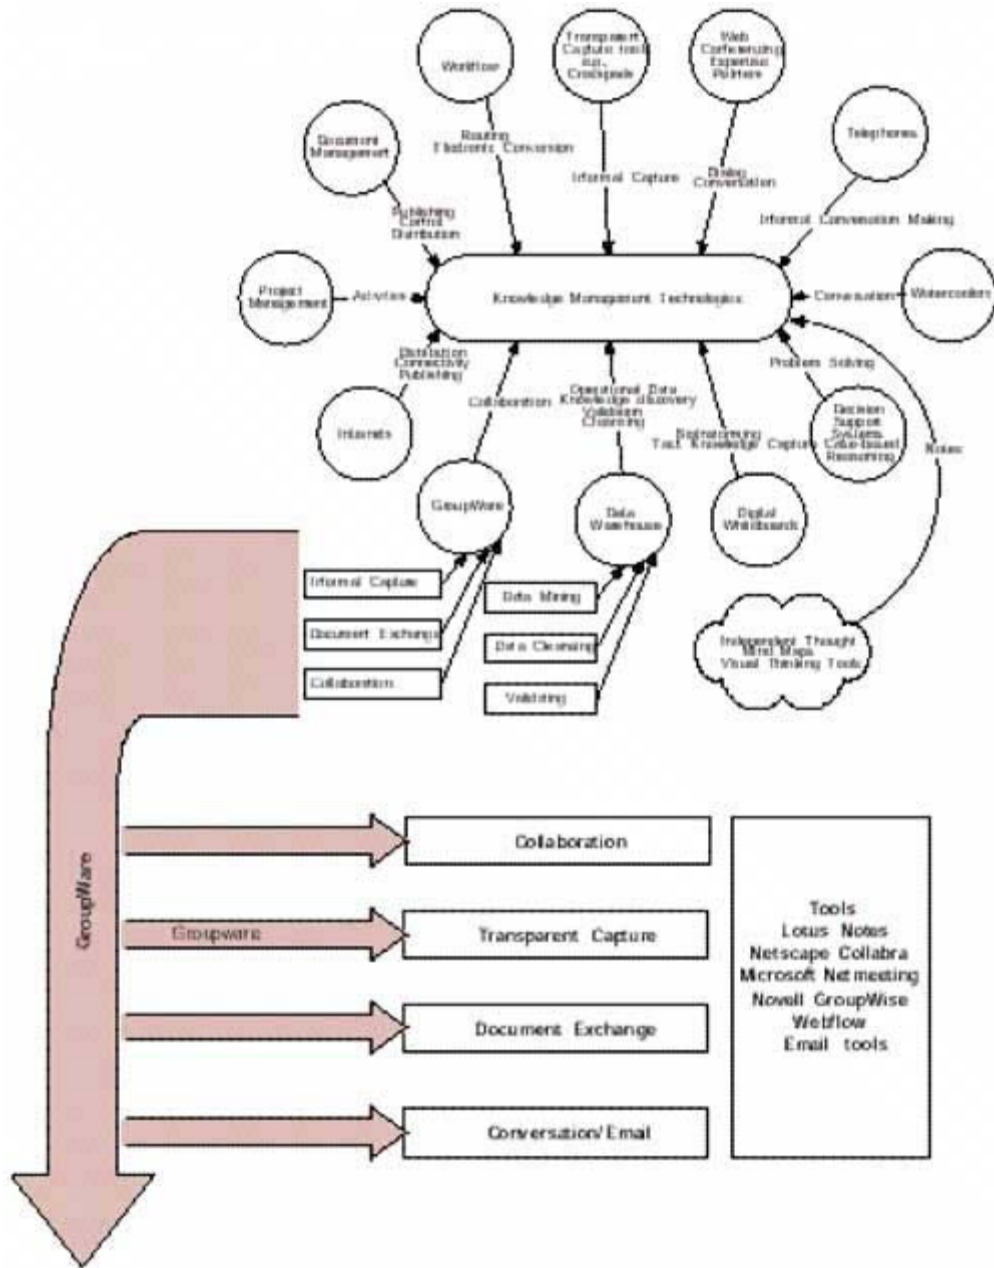 Workflow
Transparent
Capture tools
e.g.,
Web
Conferencing
Expertise
Pointers
Telephones
Document
Management
Routing
Electronic Conversion
Informal Capture
Dialog
Conversation
Publishing
Control
Distribution
Informal Conversation Making
Project
Management
Activities
Knowledge Management Technologies
Conversation
Watercoolers
Distribution
Connectivity
Publishing
Collaboration
Operational Data
Knowledge discovery
Cleansing
Problem Solving
Intranets
Brainstorming
Tacit Knowledge Capture
Decision
Support
Systems
Reasoning
Notes
GroupWare
Data
Warehouse
Digital
Whiteboards
Informal Capture
Document Exchange
Collaboration
Data Mining
Data Cleansing
Validating
Independent Thought
Mind Maps
Visual Thinking Tools
GroupWare
Groupware
Collaboration
Transparent Capture
Document Exchange
Conversation/Email
Tools
Lotus Notes
Netscape Collabra
Microsoft Netmeeting
Novell GroupWise
Webflow
Email tools